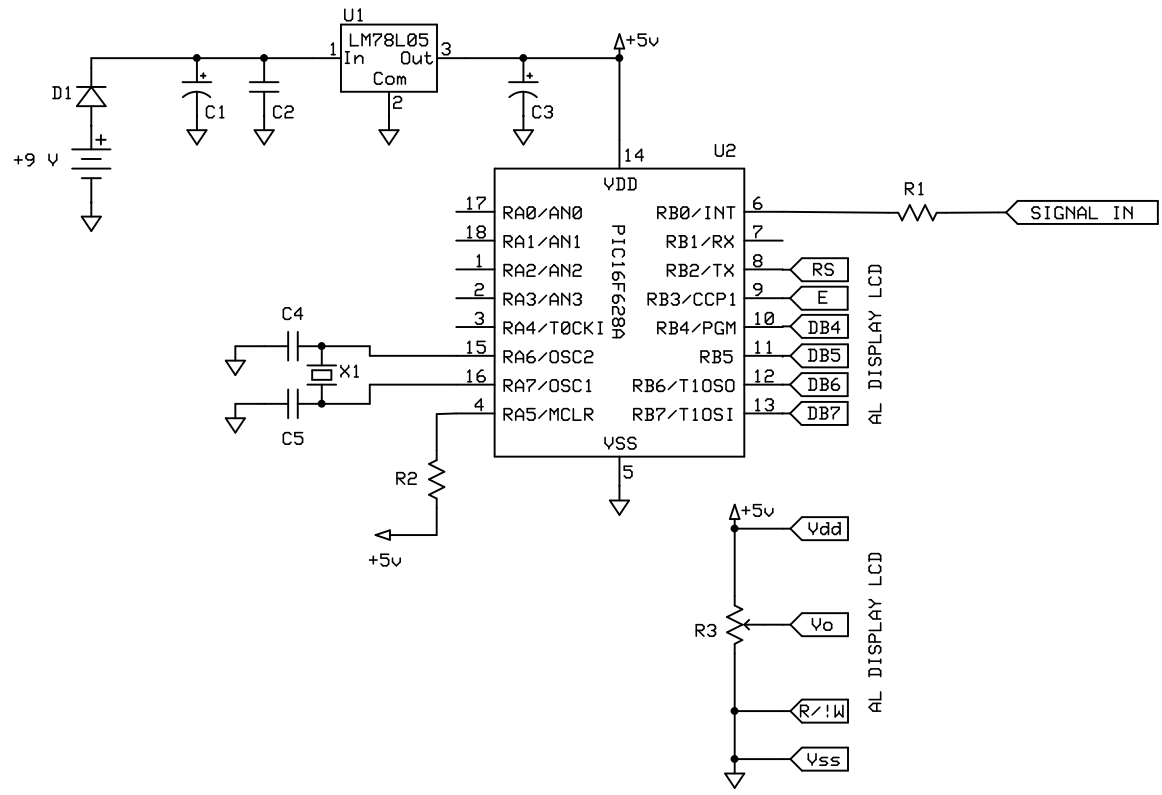 U1
LM78L05
1
In
Out
3
Com
2
+5v
D1
+
C1
C2
+
C3
+
+9 V
14
U2
VDD
PIC16F628A
17
RA0/AN0
18
RA1/AN1
1
RA2/AN2
2
RA3/AN3
3
RA4/T0CKI
15
RA6/OSC2
16
RA7/OSC1
4
RA5/MCLR
RB0/INT
6
RB1/RX
7
RB2/TX
8
RS
RB3/CCP1
9
E
RB4/PGM
10
DB4
RB5
11
DB5
RB6/T1OSO
12
DB6
RB7/T1OSI
13
DB7
R1
SIGNAL IN
AL DISPLAY LCD
C4
X1
C5
VSS
5
R2
+5v
+5v
Vdd
R3
Vo
R/!W
Vss
AL DISPLAY LCD